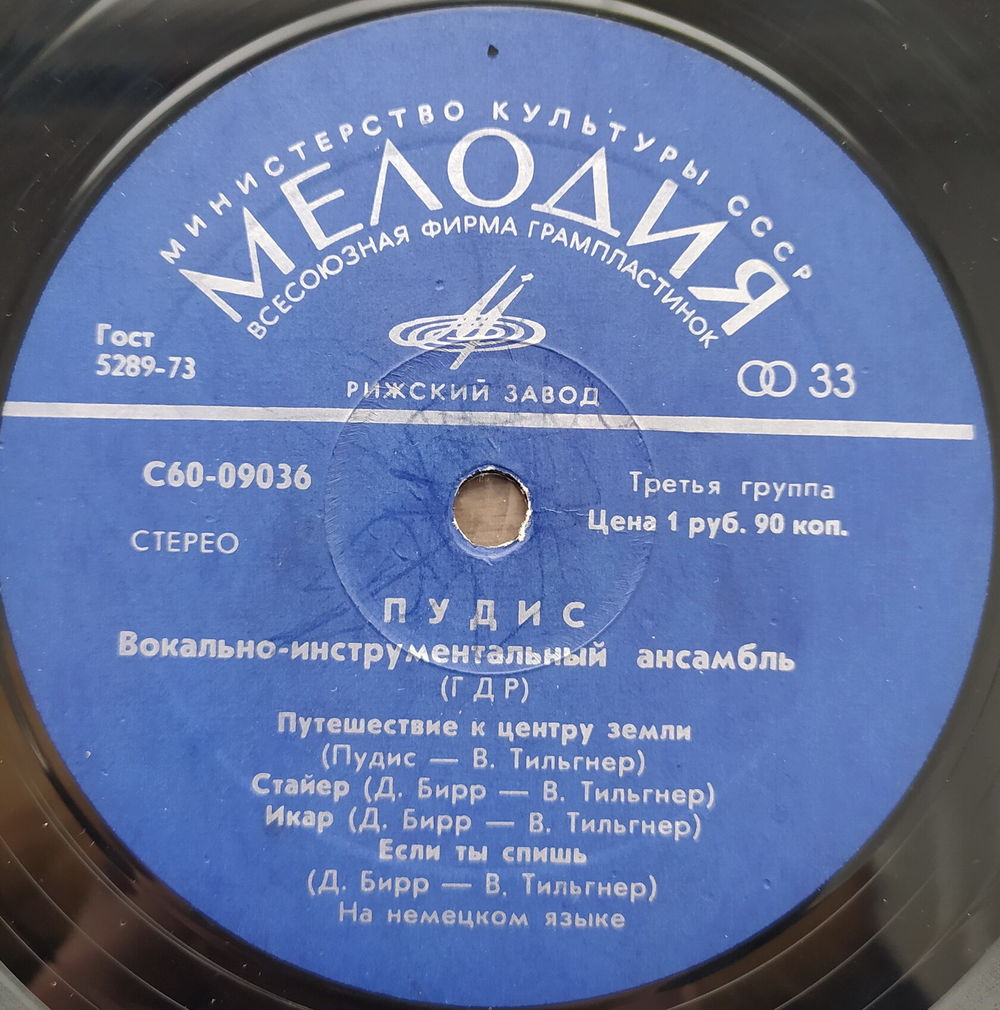 МИНИСТЕРСТВО КУЛЬТУРЫ СССР
МЕЛОДИЯ
ВСЕСОЮЗНАЯ ФИРМА ГРАМПЛАСТИНОК
Гост
5289-73
РИЖСКИЙ ЗАВОД
33
С60-09036
Третья группа
Цена 1 руб. 90 коп.
СТЕРЕО
ПУДИС
Вокально-инструментальный ансамбль
(ГДР)
Путешествие к центру земли
(Пудис — В. Тильгнер)
Стайер (Д. Бирр — В. Тильгнер)
Икар (Д. Бирр — В. Тильгнер)
Если ты спишь
(Д. Бирр — В. Тильгнер)
На немецком языке